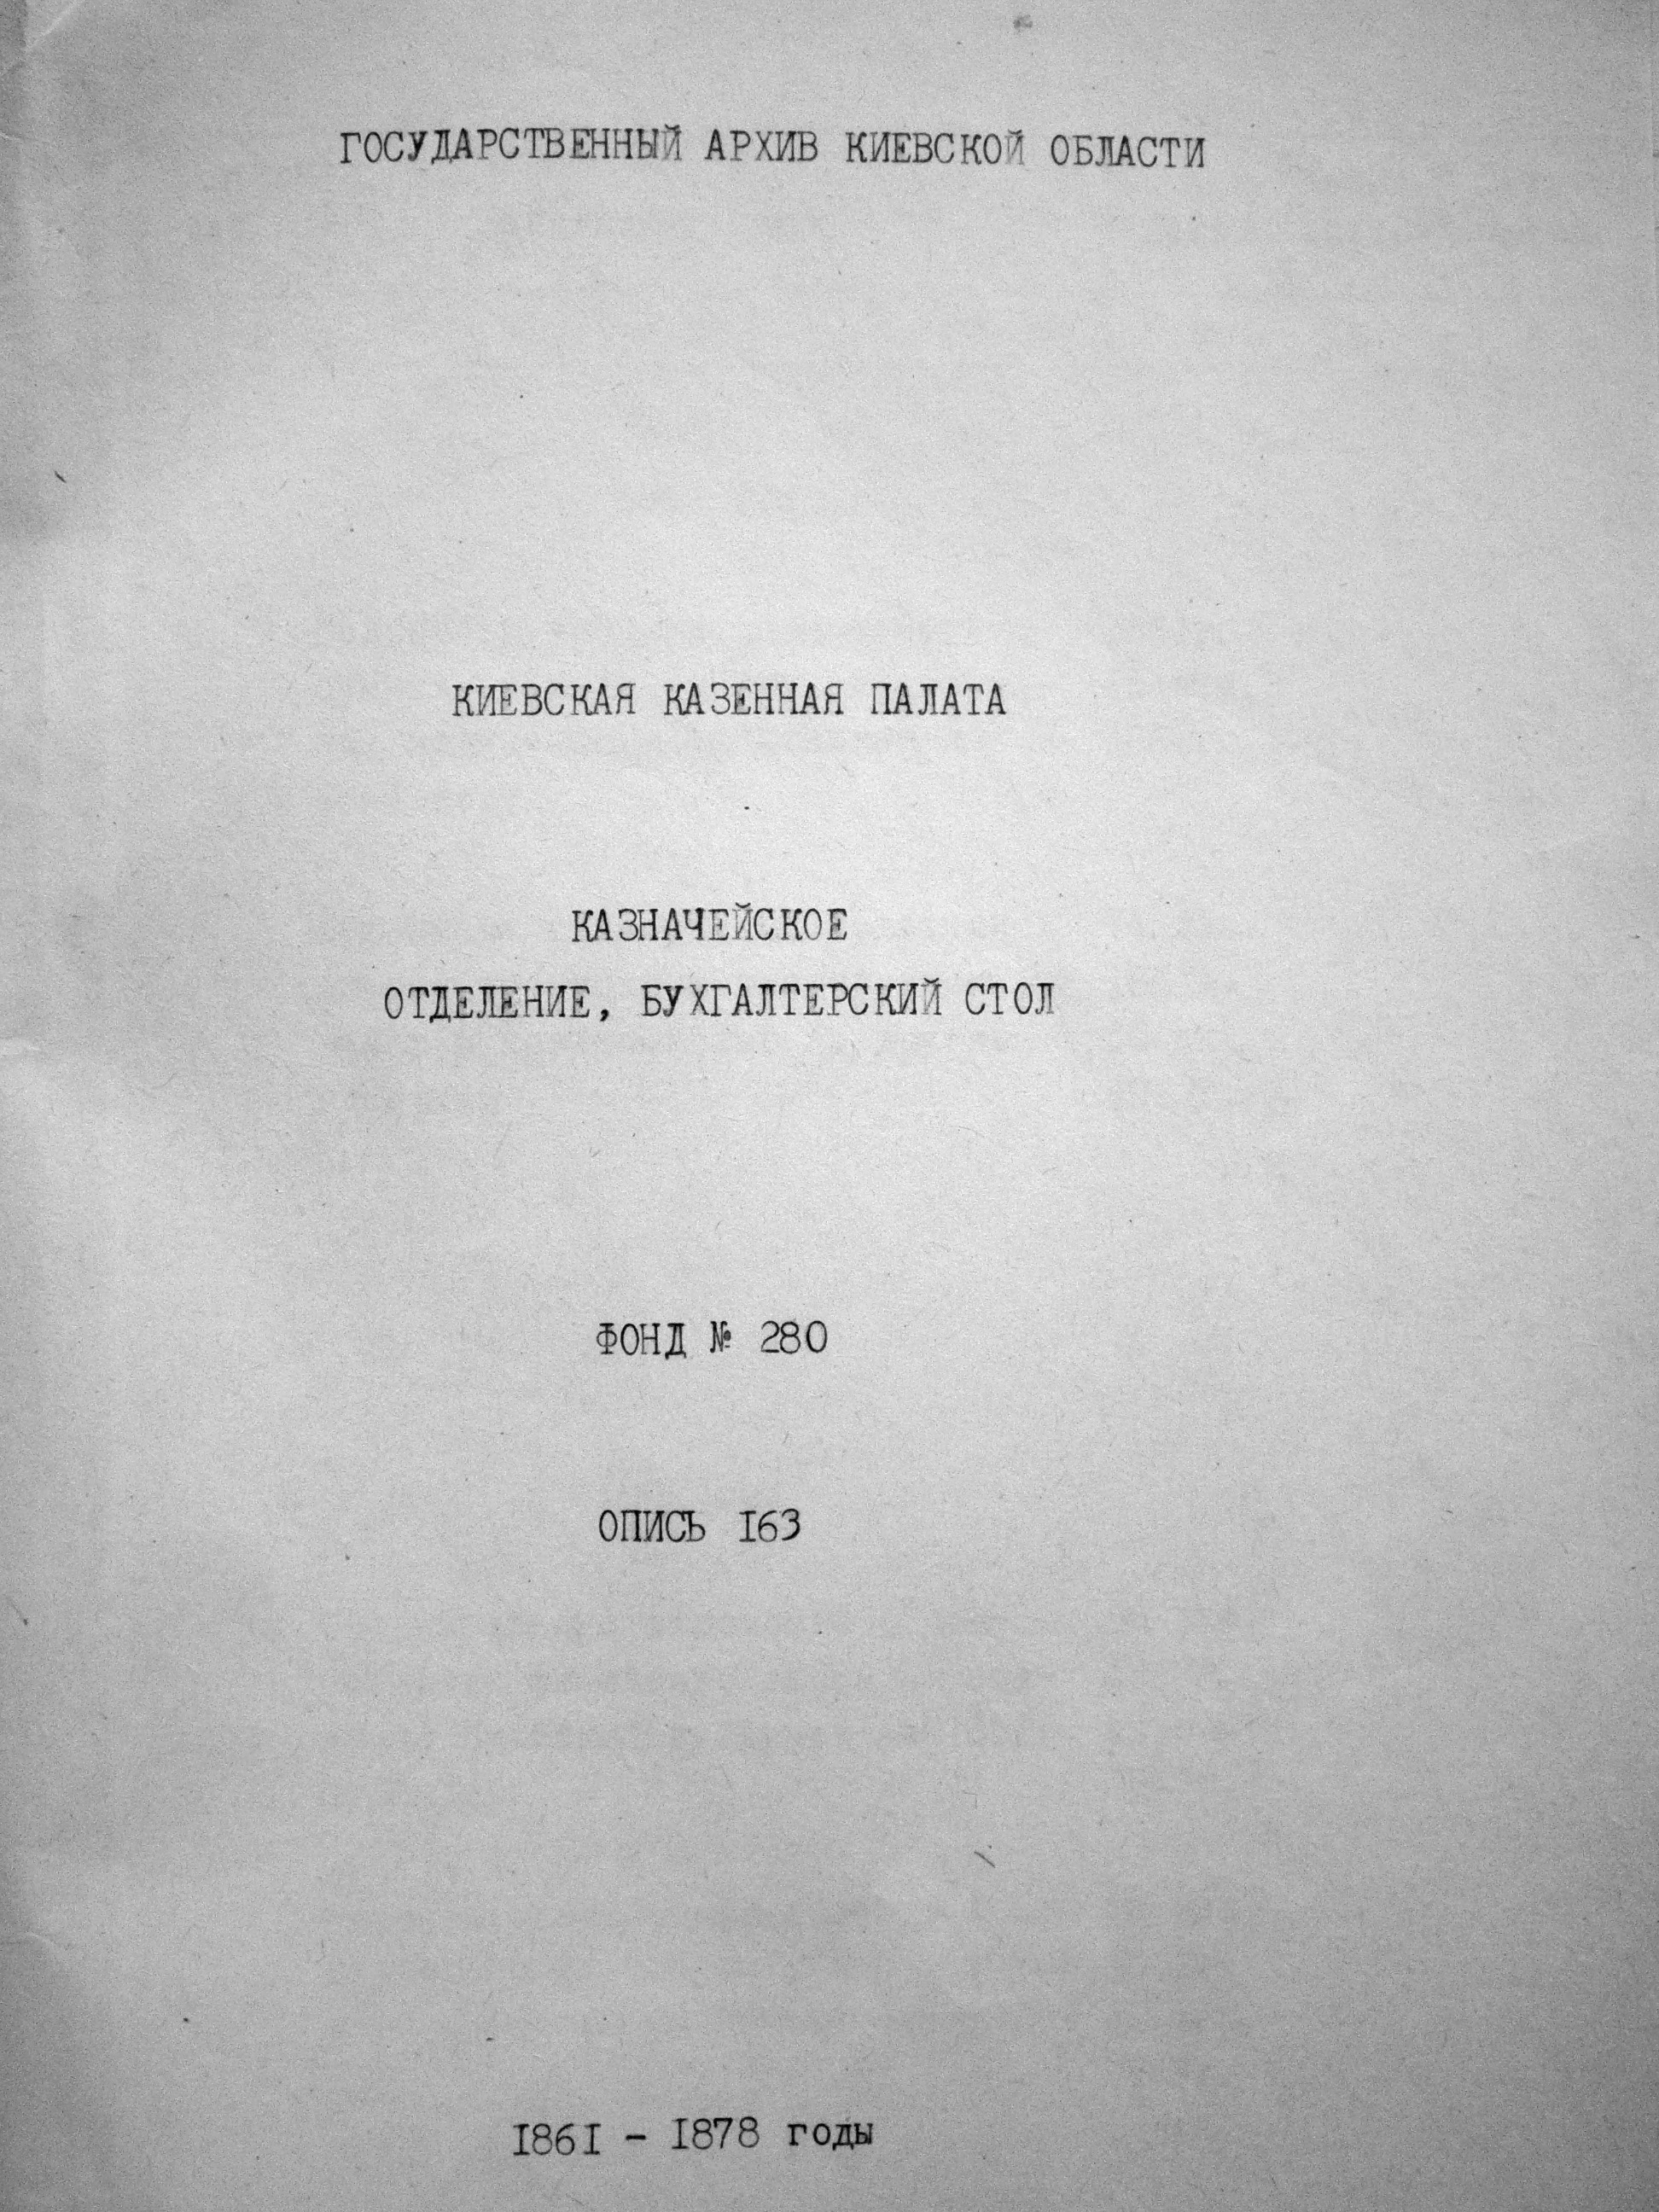 ГОСУДАРСТВЕННЫЙ АРХИВ КИЕВСКОЙ ОБЛАСТИ
КИЕВСКАЯ КАЗЕННАЯ ПАЛАТА
КАЗНАЧЕЙСКОЕ
ОТДЕЛЕНИЕ, БУХГАЛТЕРСКИЙ СТОЛ
ФОНД № 280
ОПИСЬ I63
I86I - I878 годы